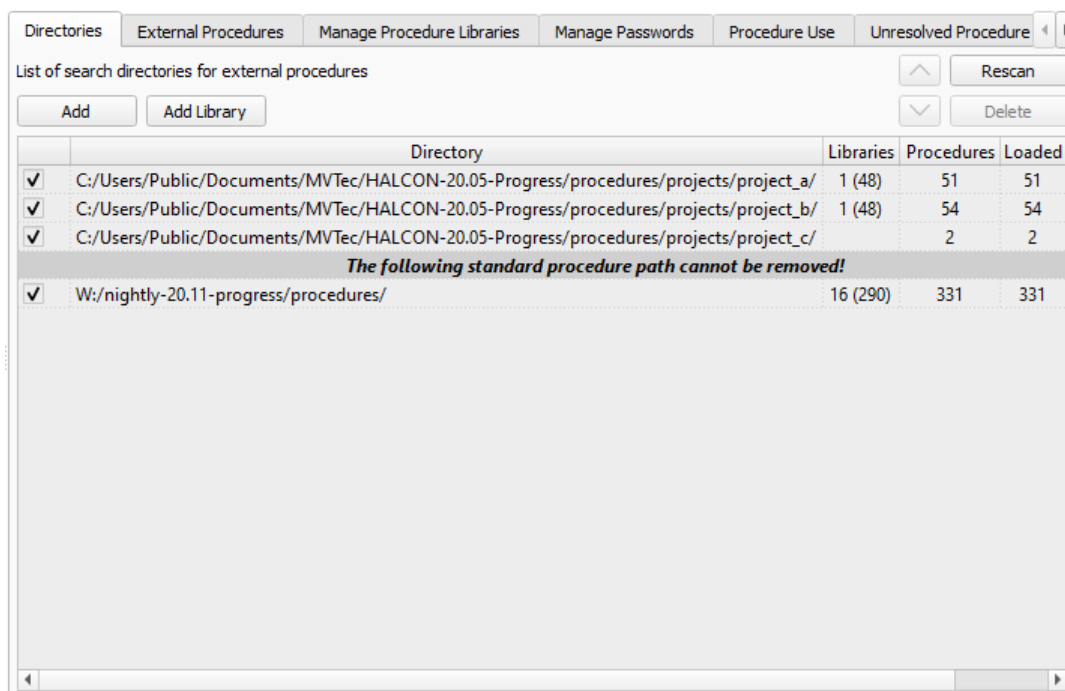 Directories External Procedures Manage Procedure Libraries Manage Passwords Procedure Use Unresolved Procedure
List of search directories for external procedures Rescan
Add Add Library Delete
Directory Libraries Procedures Loaded
C:/Users/Public/Documents/MVTec/HALCON-20.05-Progress/procedures/projects/project_a/ 1 (48) 51 51
C:/Users/Public/Documents/MVTec/HALCON-20.05-Progress/procedures/projects/project_b/ 1 (48) 54 54
C:/Users/Public/Documents/MVTec/HALCON-20.05-Progress/procedures/projects/project_c/ 2 2
The following standard procedure path cannot be removed!
W:/nightly-20.11-progress/procedures/ 16 (290) 331 331